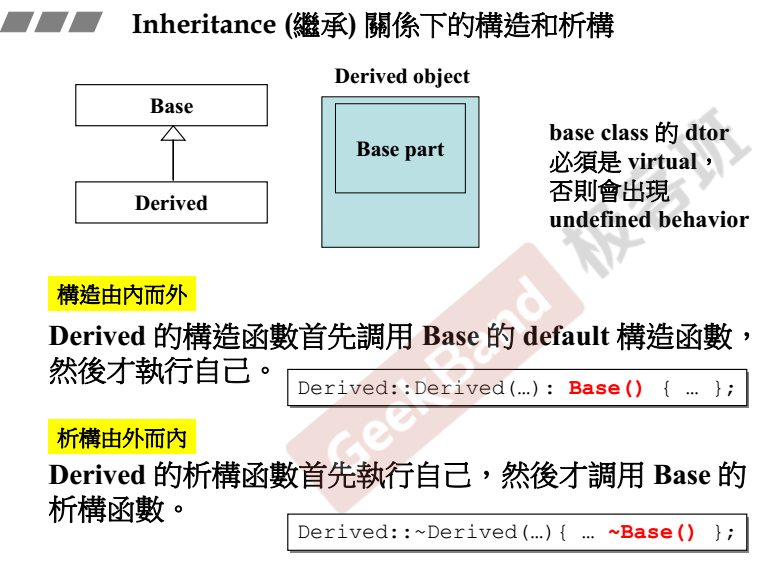 Inheritance (繼承) 關係下的構造和析構
Base
Derived
Derived object
Base part
base class 的 dtor
必須是 virtual，
否則會出現
undefined behavior
構造由內而外
Derived 的構造函數首先調用 Base 的 default 構造函數，
然後才執行自己。
Derived::Derived(…): Base() { … };
析構由外而內
Derived 的析構函數首先執行自己，然後才調用 Base 的
析構函數。
Derived::~Derived(…){ … ~Base() };
GeekBand 极客班